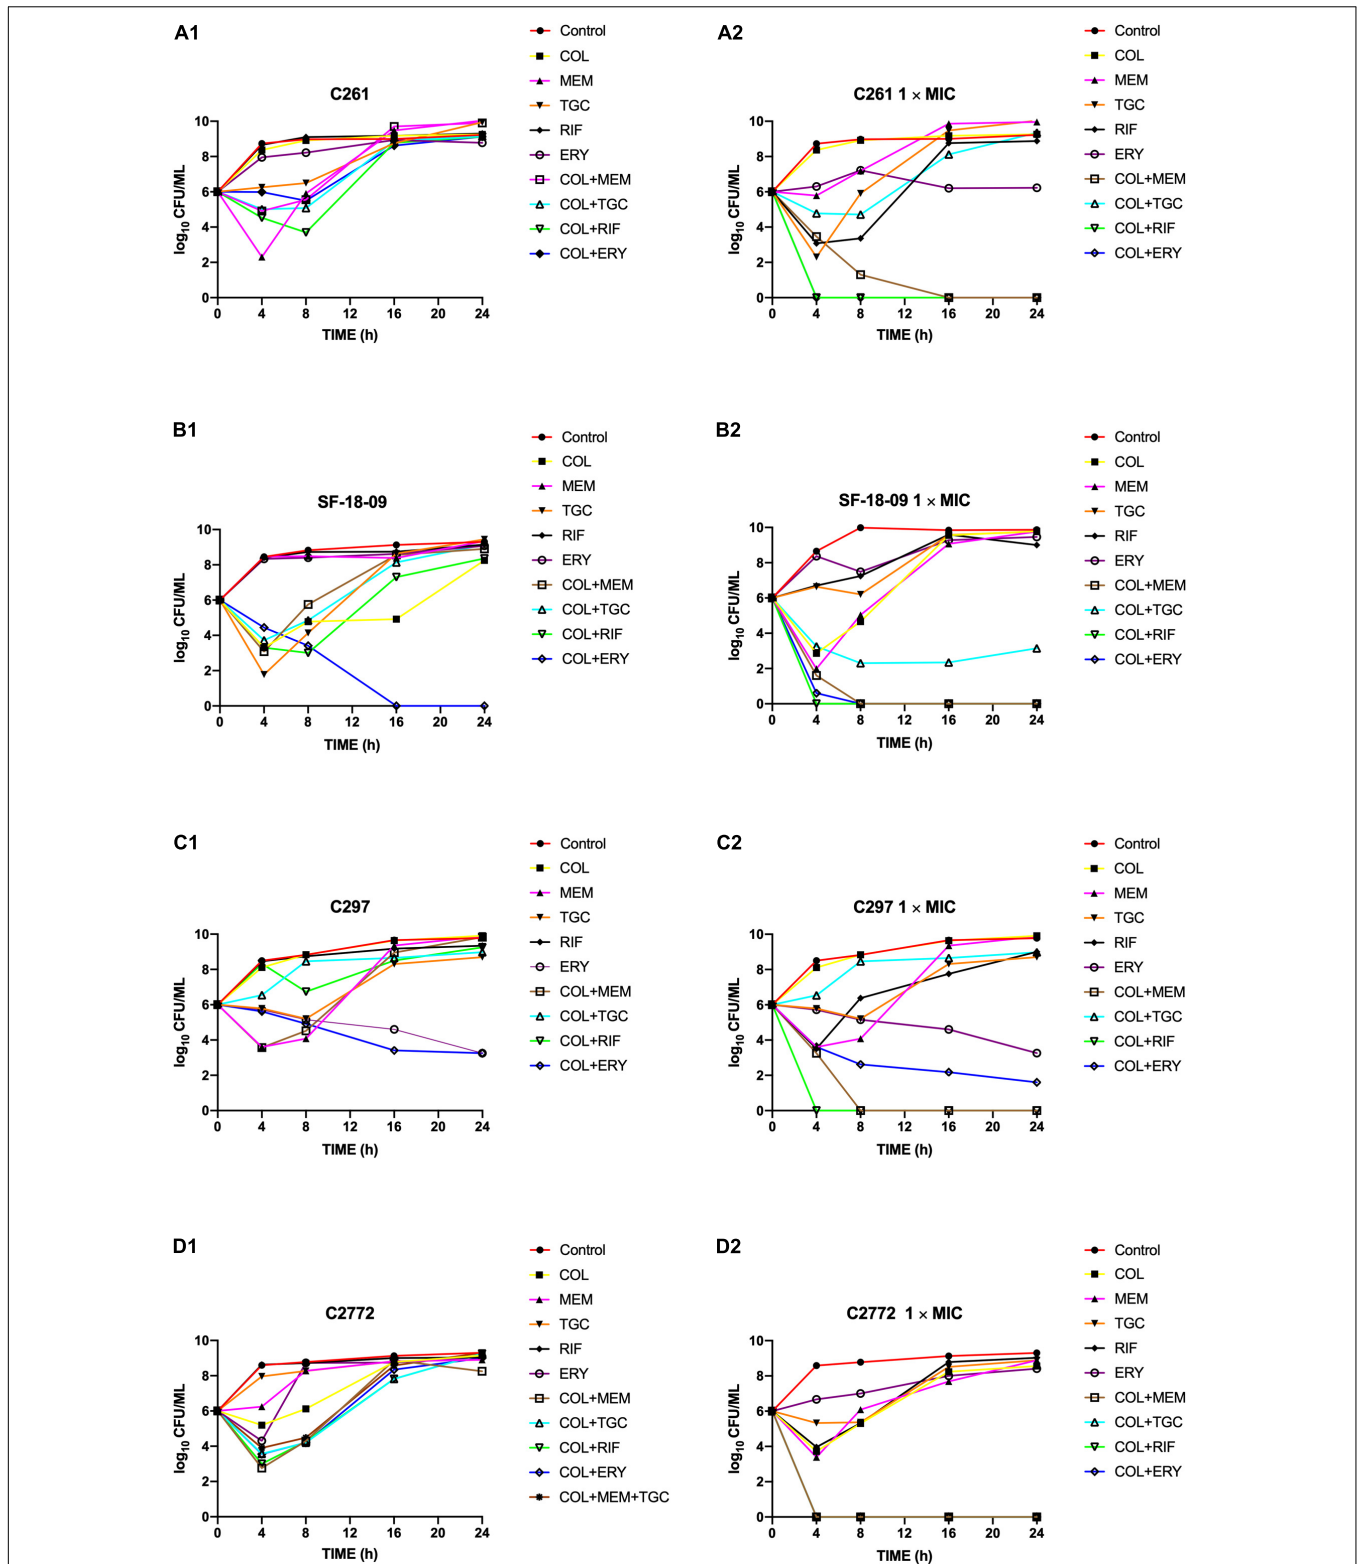 A1
C261
log10 CFU/ML
10
8
6
4
2
0
0 4 8 12 16 20 24
TIME (h)
Control
COL
MEM
TGC
RIF
ERY
COL+MEM
COL+TGC
COL+RIF
COL+ERY
A2
C261 1 × MIC
log10 CFU/ML
10
8
6
4
2
0
0 4 8 12 16 20 24
TIME (h)
Control
COL
MEM
TGC
RIF
ERY
COL+MEM
COL+TGC
COL+RIF
COL+ERY
B1
SF-18-09
log10 CFU/ML
10
8
6
4
2
0
0 4 8 12 16 20 24
TIME (h)
Control
COL
MEM
TGC
RIF
ERY
COL+MEM
COL+TGC
COL+RIF
COL+ERY
B2
SF-18-09 1 × MIC
log10 CFU/ML
10
8
6
4
2
0
0 4 8 12 16 20 24
TIME (h)
Control
COL
MEM
TGC
RIF
ERY
COL+MEM
COL+TGC
COL+RIF
COL+ERY
C1
C297
log10 CFU/ML
10
8
6
4
2
0
0 4 8 12 16 20 24
TIME (h)
Control
COL
MEM
TGC
RIF
ERY
COL+MEM
COL+TGC
COL+RIF
COL+ERY
C2
C297 1 × MIC
log10 CFU/ML
10
8
6
4
2
0
0 4 8 12 16 20 24
TIME (h)
Control
COL
MEM
TGC
RIF
ERY
COL+MEM
COL+TGC
COL+RIF
COL+ERY
D1
C2772
log10 CFU/ML
10
8
6
4
2
0
0 4 8 12 16 20 24
TIME (h)
Control
COL
MEM
TGC
RIF
ERY
COL+MEM
COL+TGC
COL+RIF
COL+ERY
COL+MEM+TGC
D2
C2772 1 × MIC
log10 CFU/ML
10
8
6
4
2
0
0 4 8 12 16 20 24
TIME (h)
Control
COL
MEM
TGC
RIF
ERY
COL+MEM
COL+TGC
COL+RIF
COL+ERY